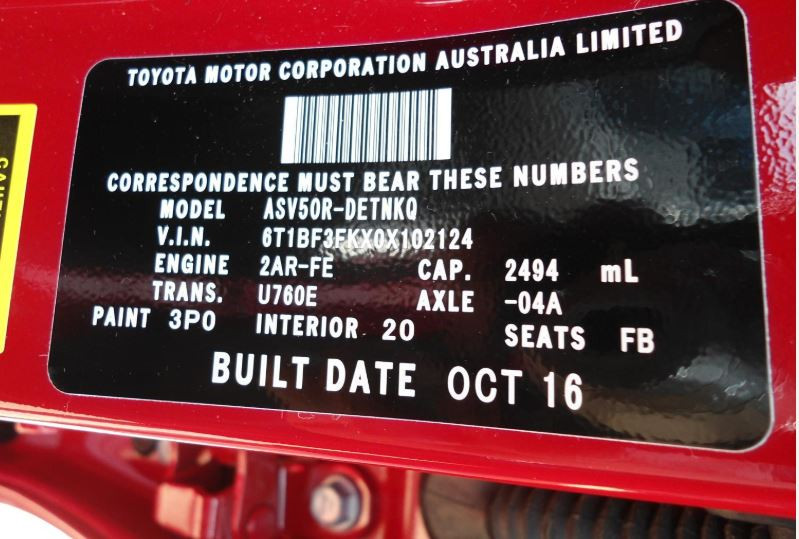 TOYOTA MOTOR CORPORATION AUSTRALIA LIMITED
CORRESPONDENCE MUST BEAR THESE NUMBERS
MODEL ASV50R-DETNKQ
V.I.N. 6T1BF3FKX0X102124
ENGINE 2AR-FE CAP. 2494 mL
TRANS. U760E AXLE -04A
PAINT 3P0 INTERIOR 20 SEATS FB
BUILT DATE OCT 16